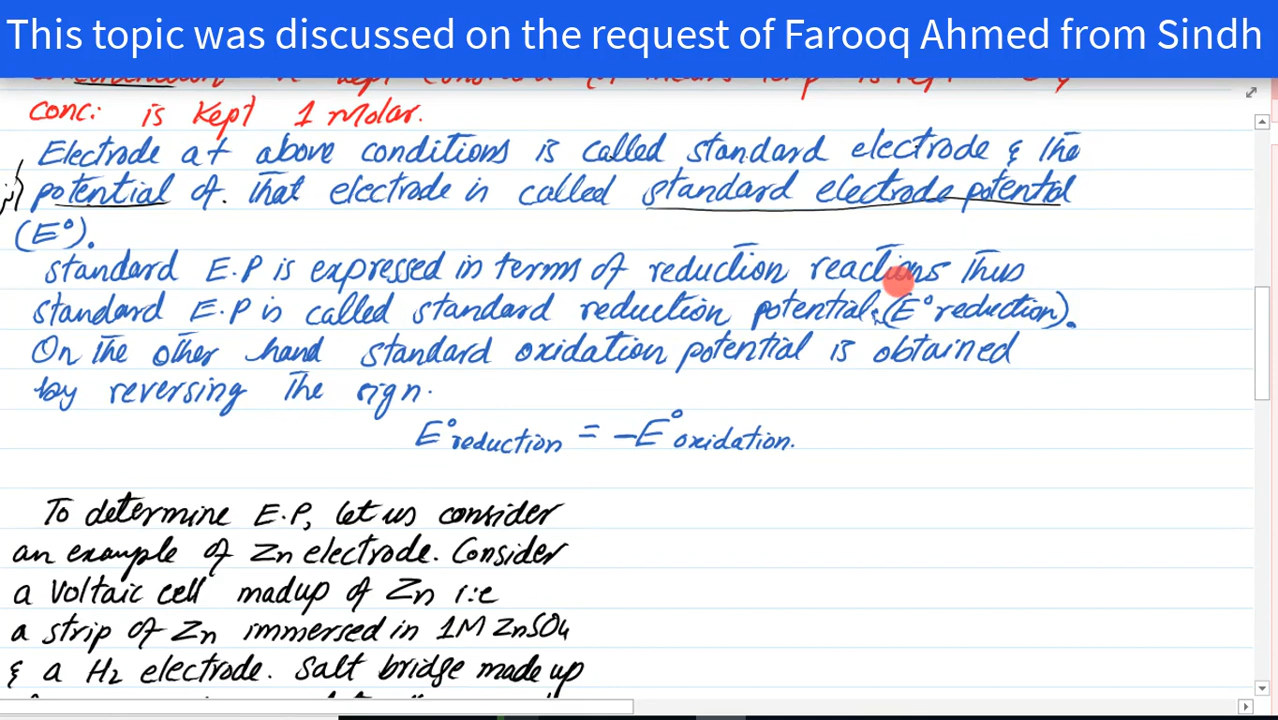 This topic was discussed on the request of Farooq Ahmed from Sindh
conc: is kept 1 Molar.
Electrode at above conditions is called standard electrode & the
potential of that electrode in called standard electrode potential
(E°).
standard E.P is expressed in terms of reduction reactions Thus
standard E.P is called standard reduction potential (E° reduction).
On the other hand standard oxidation potential is obtained
by reversing the sign.
E°reduction = -E°oxidation.
To determine E.P, let us consider
an example of Zn electrode. Consider
a Voltaic cell madup of Zn i:e
a strip of Zn immersed in 1M ZnSO4
& a H2 electrode. Salt bridge made up